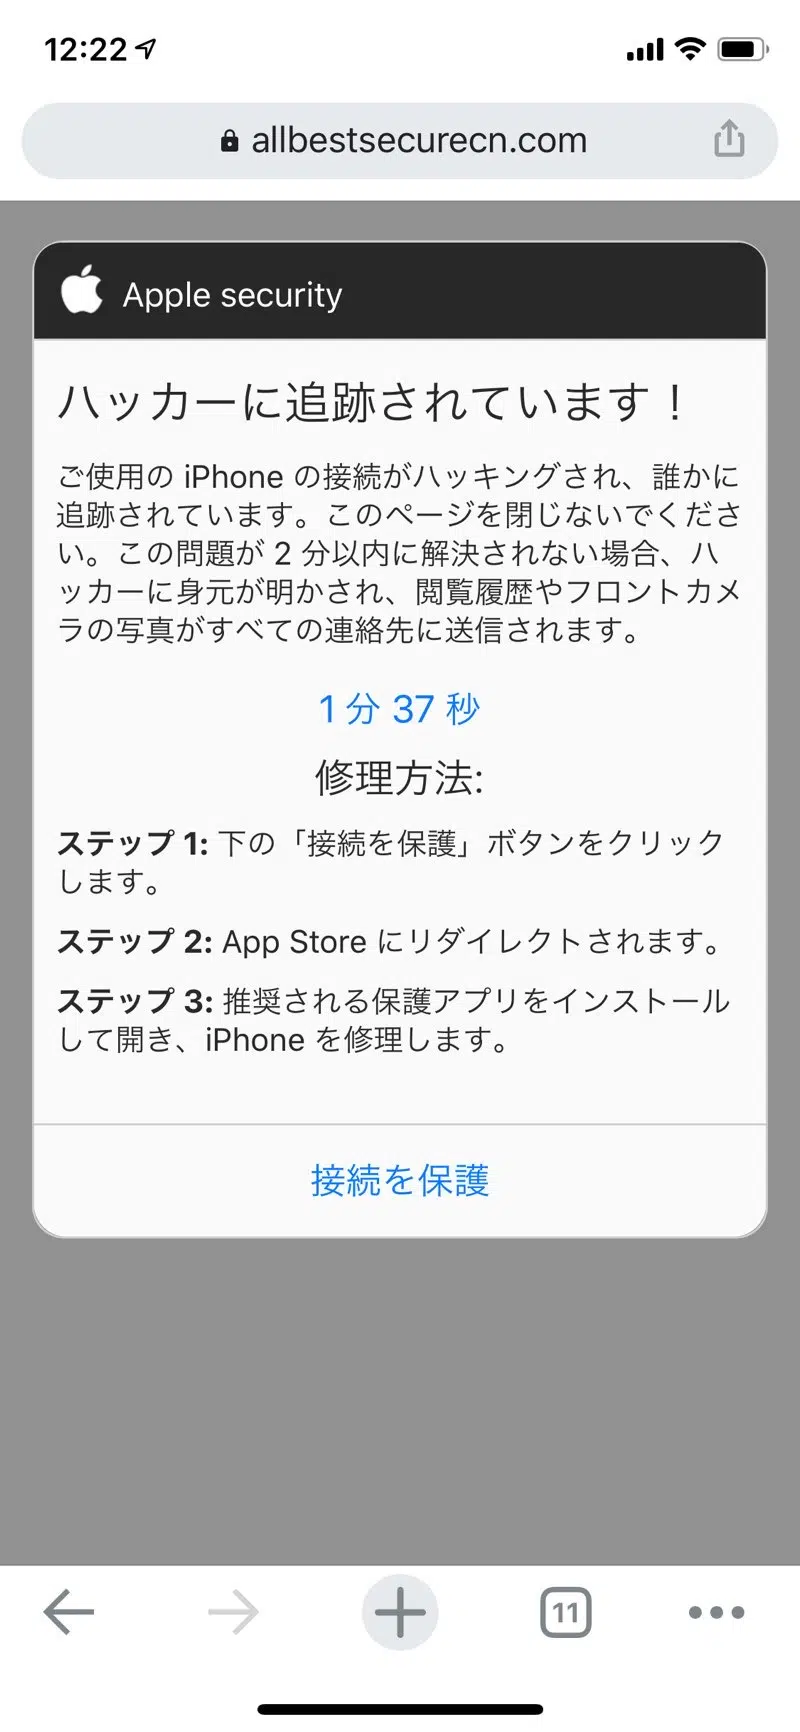 12:22
allbestsecurecn.com
Apple security
ハッカーに追跡されています！
ご使用の iPhone の接続がハッキングされ、誰かに
追跡されています。このページを閉じないでくださ
い。この問題が 2 分以内に解決されない場合、ハ
ッカーに身元が明かされ、閲覧履歴やフロントカメ
ラの写真がすべての連絡先に送信されます。
1 分 37 秒
修理方法:
ステップ 1: 下の「接続を保護」ボタンをクリック
します。
ステップ 2: App Store にリダイレクトされます。
ステップ 3: 推奨される保護アプリをインストール
して開き、iPhone を修理します。
接続を保護
11